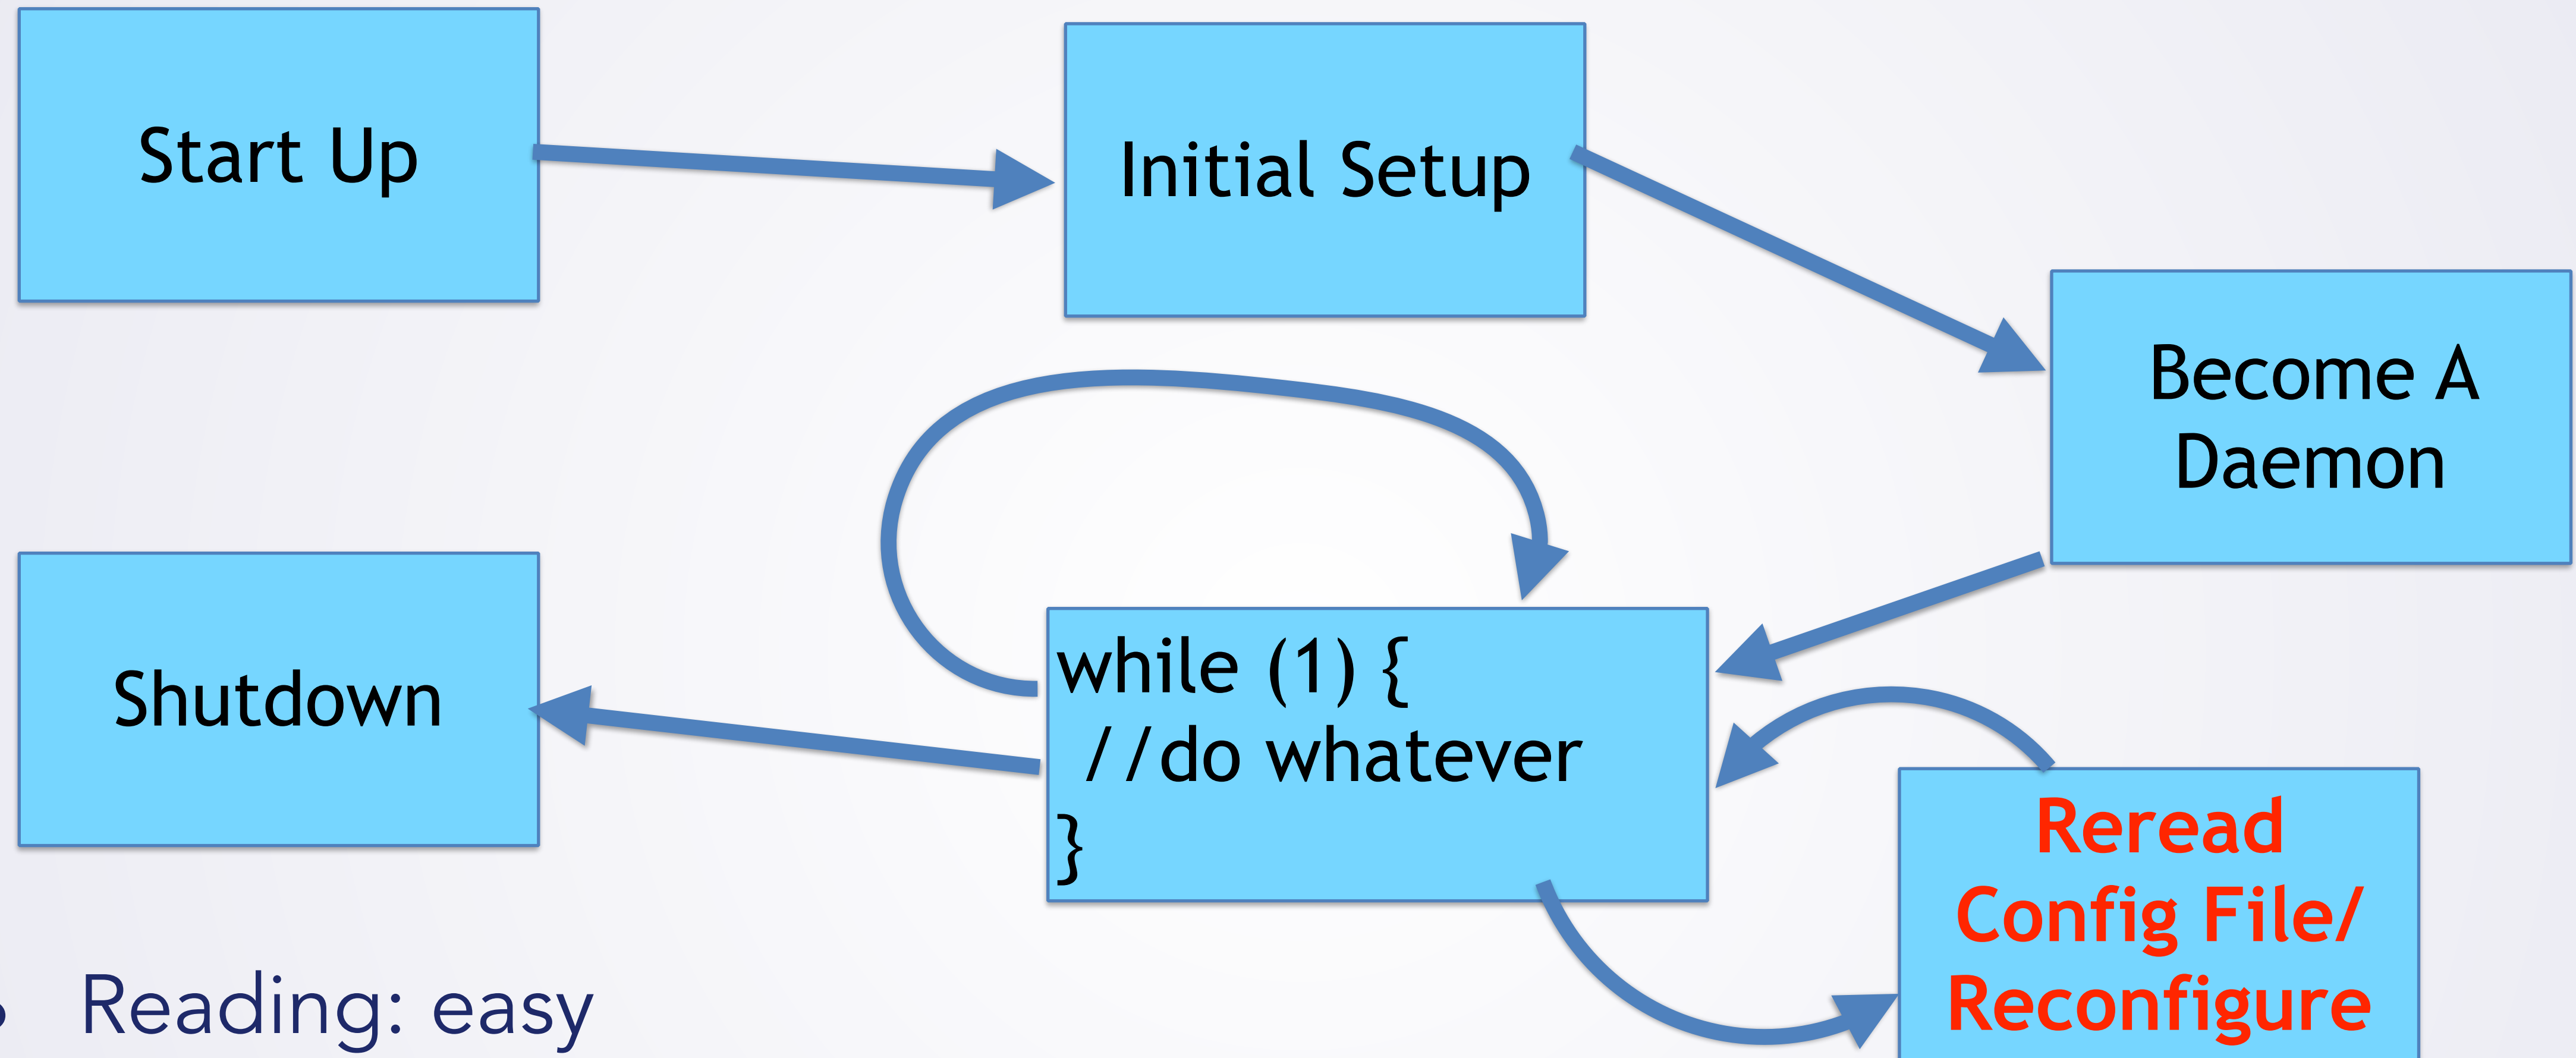 Start Up
Initial Setup
Become A
Daemon
Shutdown
while (1) {
//do whatever
}
Reread
Config File/
Reconfigure
• Reading: easy